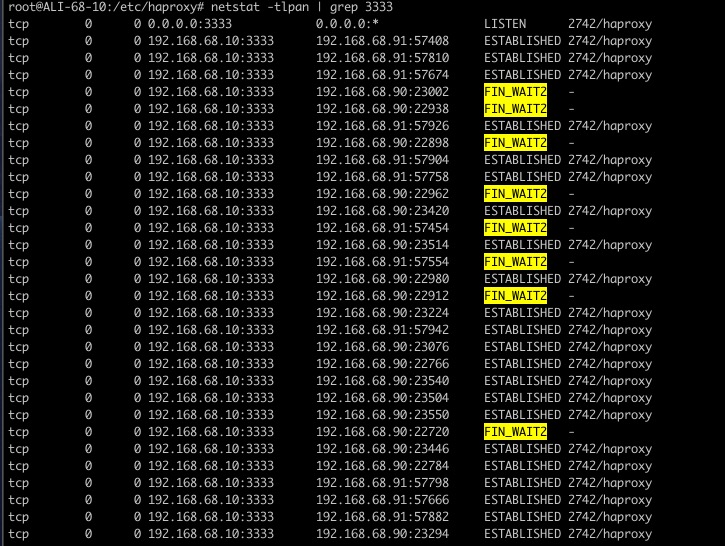 root@ALI-68-10:/etc/haproxy# netstat -tlpan | grep 3333
tcp 0 0 0.0.0.0:3333 0.0.0.0:* LISTEN 2742/haproxy
tcp 0 0 192.168.68.10:3333 192.168.68.91:57408 ESTABLISHED 2742/haproxy
tcp 0 0 192.168.68.10:3333 192.168.68.91:57810 ESTABLISHED 2742/haproxy
tcp 0 0 192.168.68.10:3333 192.168.68.91:57674 ESTABLISHED 2742/haproxy
tcp 0 0 192.168.68.10:3333 192.168.68.90:23002 FIN_WAIT2 -
tcp 0 0 192.168.68.10:3333 192.168.68.90:22938 FIN_WAIT2 -
tcp 0 0 192.168.68.10:3333 192.168.68.91:57926 ESTABLISHED 2742/haproxy
tcp 0 0 192.168.68.10:3333 192.168.68.90:22898 FIN_WAIT2 -
tcp 0 0 192.168.68.10:3333 192.168.68.91:57904 ESTABLISHED 2742/haproxy
tcp 0 0 192.168.68.10:3333 192.168.68.91:57758 ESTABLISHED 2742/haproxy
tcp 0 0 192.168.68.10:3333 192.168.68.90:22962 FIN_WAIT2 -
tcp 0 0 192.168.68.10:3333 192.168.68.90:23420 ESTABLISHED 2742/haproxy
tcp 0 0 192.168.68.10:3333 192.168.68.91:57454 FIN_WAIT2 -
tcp 0 0 192.168.68.10:3333 192.168.68.90:23514 ESTABLISHED 2742/haproxy
tcp 0 0 192.168.68.10:3333 192.168.68.91:57554 FIN_WAIT2 -
tcp 0 0 192.168.68.10:3333 192.168.68.90:22980 ESTABLISHED 2742/haproxy
tcp 0 0 192.168.68.10:3333 192.168.68.90:22912 FIN_WAIT2 -
tcp 0 0 192.168.68.10:3333 192.168.68.90:23224 ESTABLISHED 2742/haproxy
tcp 0 0 192.168.68.10:3333 192.168.68.91:57942 ESTABLISHED 2742/haproxy
tcp 0 0 192.168.68.10:3333 192.168.68.90:23076 ESTABLISHED 2742/haproxy
tcp 0 0 192.168.68.10:3333 192.168.68.90:22766 ESTABLISHED 2742/haproxy
tcp 0 0 192.168.68.10:3333 192.168.68.90:23540 ESTABLISHED 2742/haproxy
tcp 0 0 192.168.68.10:3333 192.168.68.90:23504 ESTABLISHED 2742/haproxy
tcp 0 0 192.168.68.10:3333 192.168.68.90:23550 ESTABLISHED 2742/haproxy
tcp 0 0 192.168.68.10:3333 192.168.68.90:22720 FIN_WAIT2 -
tcp 0 0 192.168.68.10:3333 192.168.68.90:23446 ESTABLISHED 2742/haproxy
tcp 0 0 192.168.68.10:3333 192.168.68.90:22784 ESTABLISHED 2742/haproxy
tcp 0 0 192.168.68.10:3333 192.168.68.91:57798 ESTABLISHED 2742/haproxy
tcp 0 0 192.168.68.10:3333 192.168.68.91:57666 ESTABLISHED 2742/haproxy
tcp 0 0 192.168.68.10:3333 192.168.68.91:57882 ESTABLISHED 2742/haproxy
tcp 0 0 192.168.68.10:3333 192.168.68.90:23294 ESTABLISHED 2742/haproxy